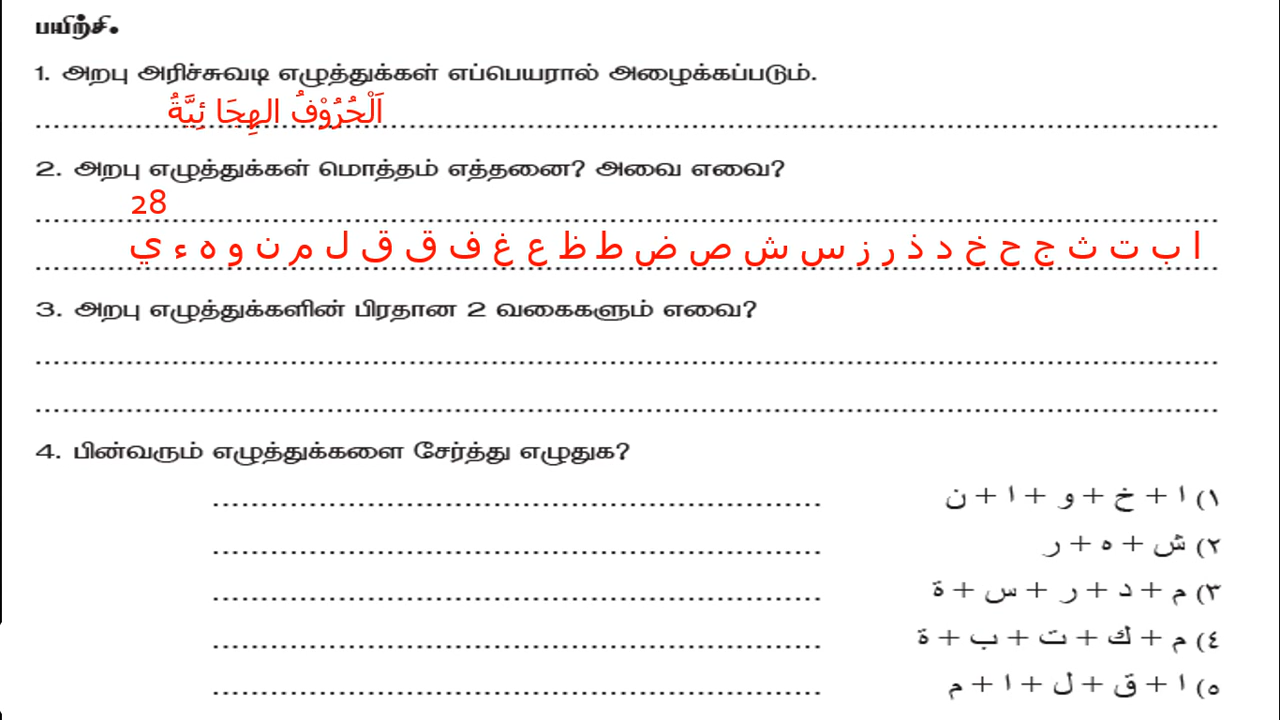 பயிற்சி.
1. அறபு அரிச்சுவடி எழுத்துக்கள் எப்பெயரால் அழைக்கப்படும்.
اَلْحُرُوْفُ الهِجَا ئِيَّةُ
2. அறபு எழுத்துக்கள் மொத்தம் எத்தனை? அவை எவை?
28
ا ب ت ث ج ح خ د ذ ر ز س ش ص ض ط ظ ع غ ف ق ق ل م ن و ه ء ي
3. அறபு எழுத்துக்களின் பிரதான 2 வகைகளும் எவை?
4. பின்வரும் எழுத்துக்களை சேர்த்து எழுதுக?
١) ا + خ + و + ا + ن
٢) ش + ه + ر
٣) م + د + ر + س + ة
٤) م + ك + ت + ب + ة
٥) ا + ق + ل + ا + م